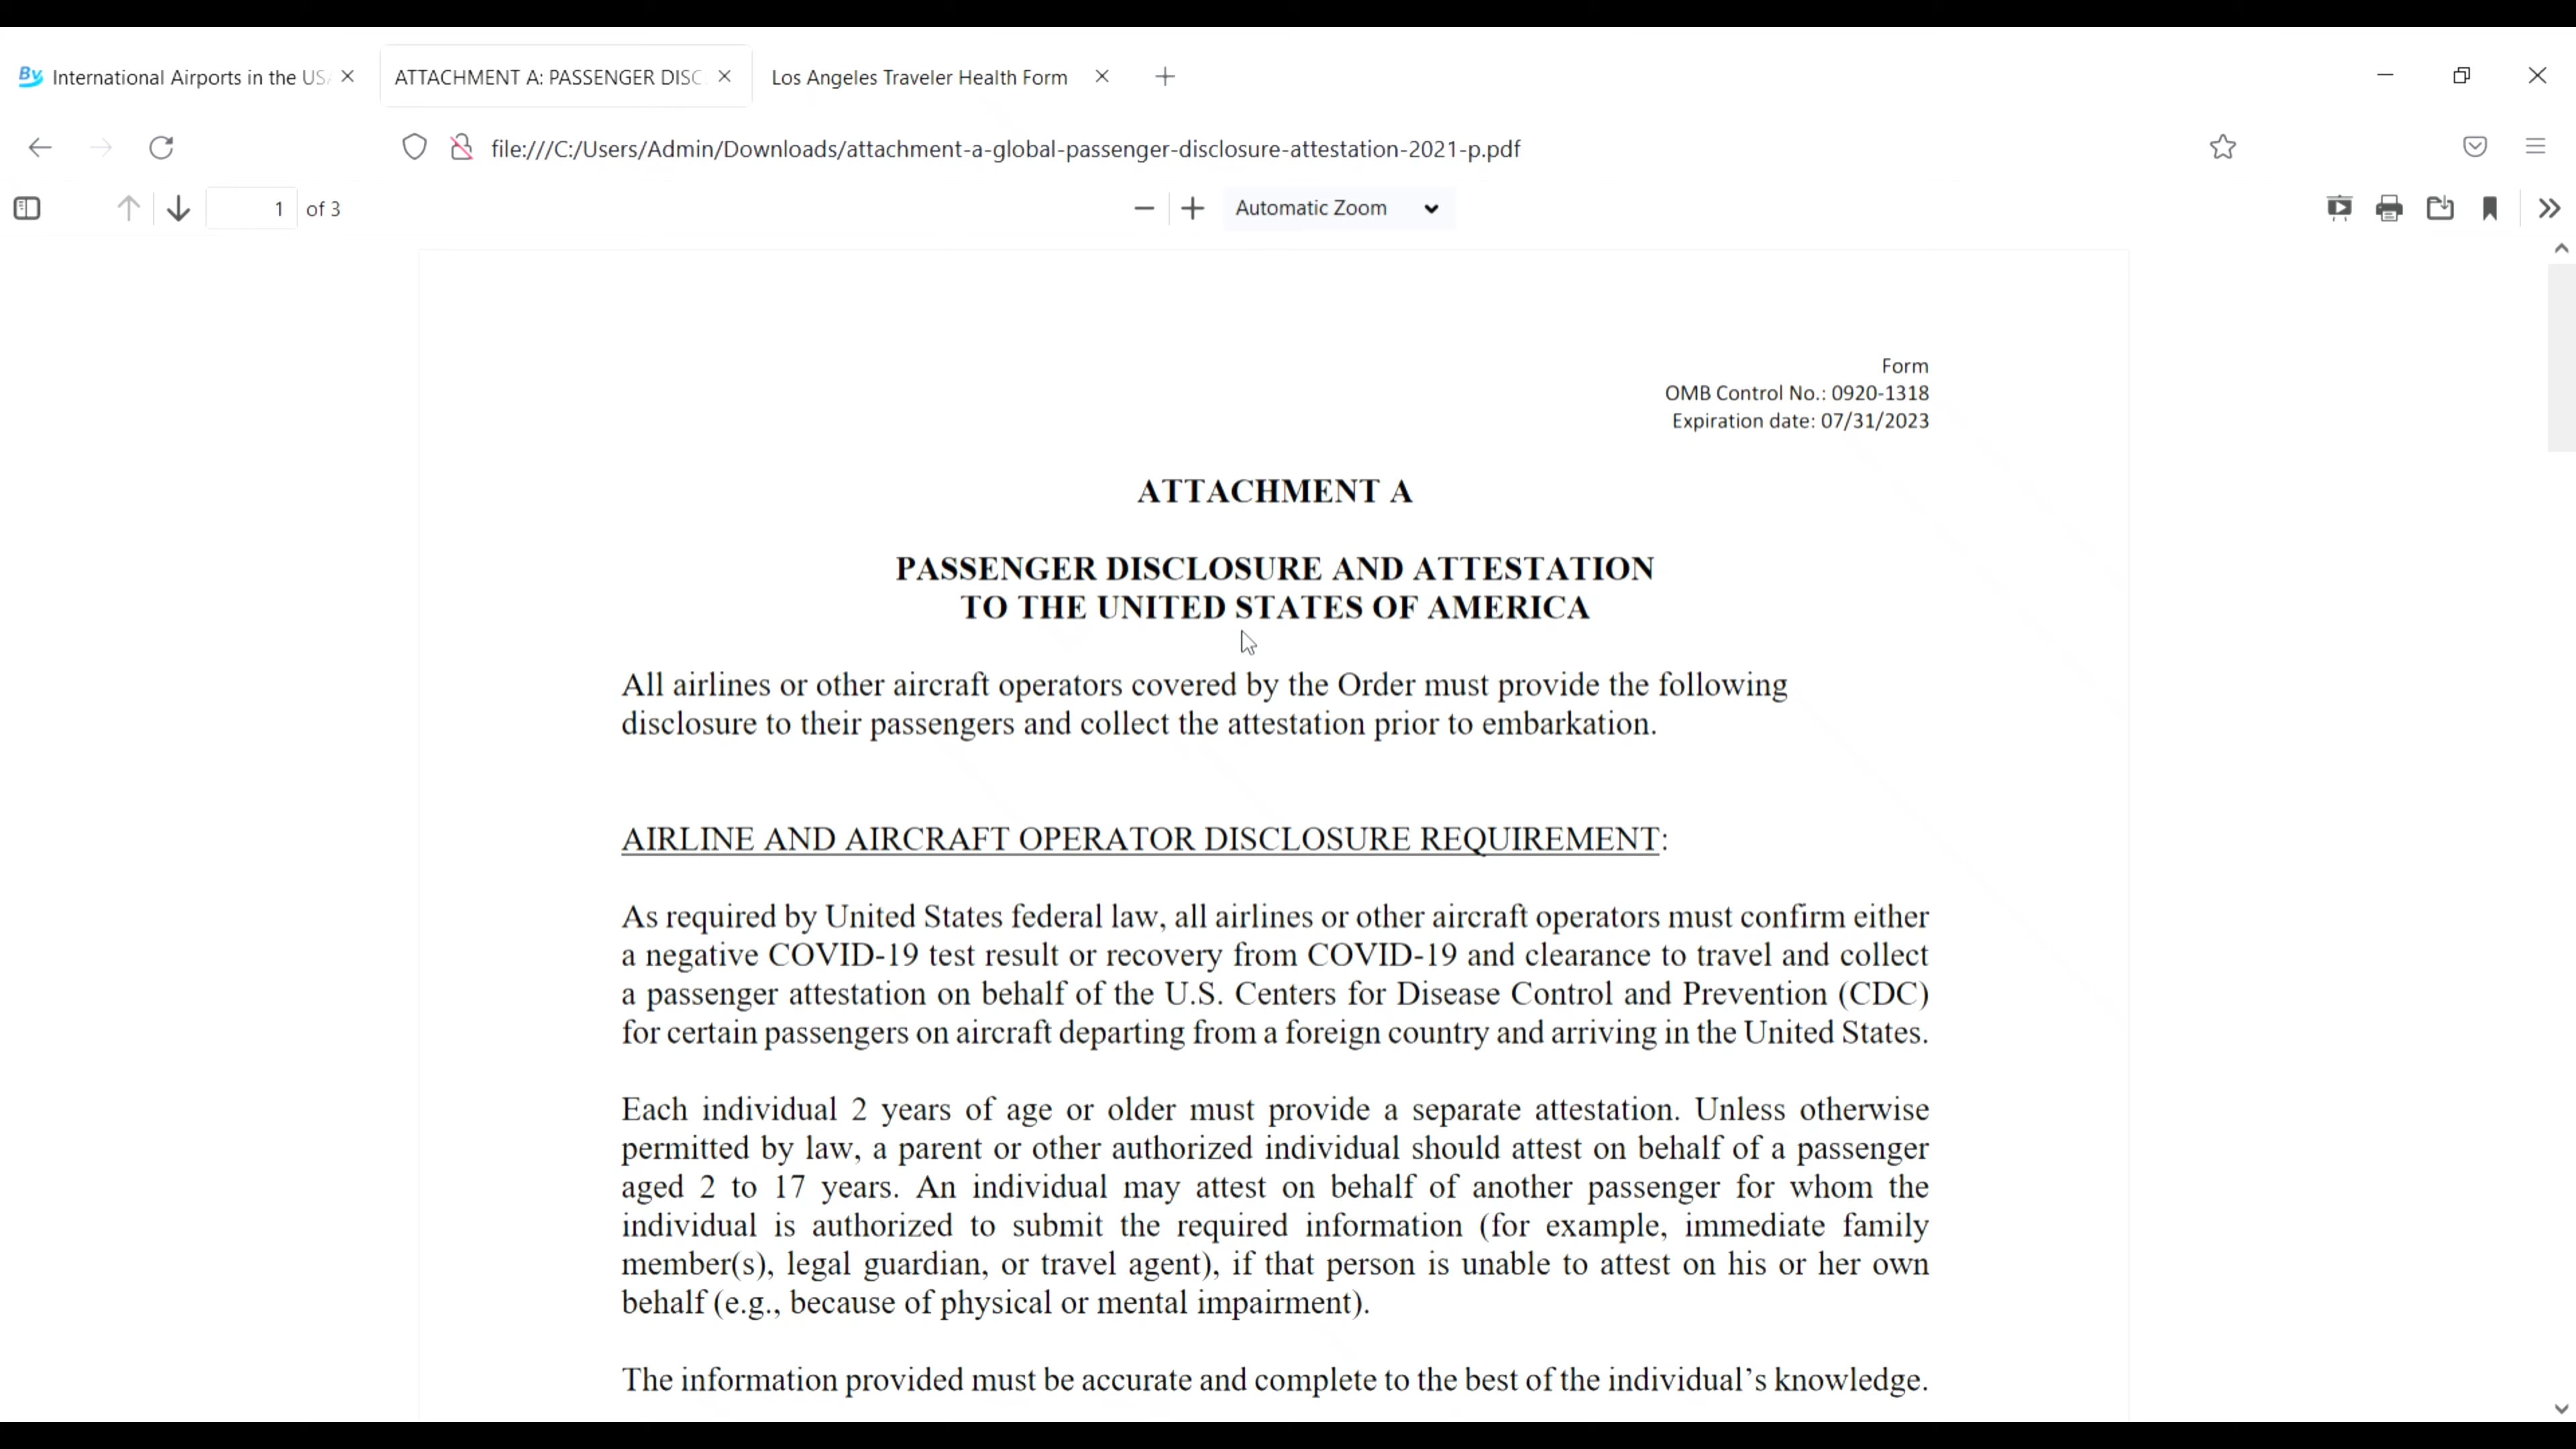 By International Airports in the USA
ATTACHMENT A: PASSENGER DISC
Los Angeles Traveler Health Form
file:///C:/Users/Admin/Downloads/attachment-a-global-passenger-disclosure-attestation-2021-p.pdf
1 of 3
Automatic Zoom
Form
OMB Control No.: 0920-1318
Expiration date: 07/31/2023
ATTACHMENT A
PASSENGER DISCLOSURE AND ATTESTATION
TO THE UNITED STATES OF AMERICA
All airlines or other aircraft operators covered by the Order must provide the following
disclosure to their passengers and collect the attestation prior to embarkation.
AIRLINE AND AIRCRAFT OPERATOR DISCLOSURE REQUIREMENT:
As required by United States federal law, all airlines or other aircraft operators must confirm either
a negative COVID-19 test result or recovery from COVID-19 and clearance to travel and collect
a passenger attestation on behalf of the U.S. Centers for Disease Control and Prevention (CDC)
for certain passengers on aircraft departing from a foreign country and arriving in the United States.
Each individual 2 years of age or older must provide a separate attestation. Unless otherwise
permitted by law, a parent or other authorized individual should attest on behalf of a passenger
aged 2 to 17 years. An individual may attest on behalf of another passenger for whom the
individual is authorized to submit the required information (for example, immediate family
member(s), legal guardian, or travel agent), if that person is unable to attest on his or her own
behalf (e.g., because of physical or mental impairment).
The information provided must be accurate and complete to the best of the individual’s knowledge.